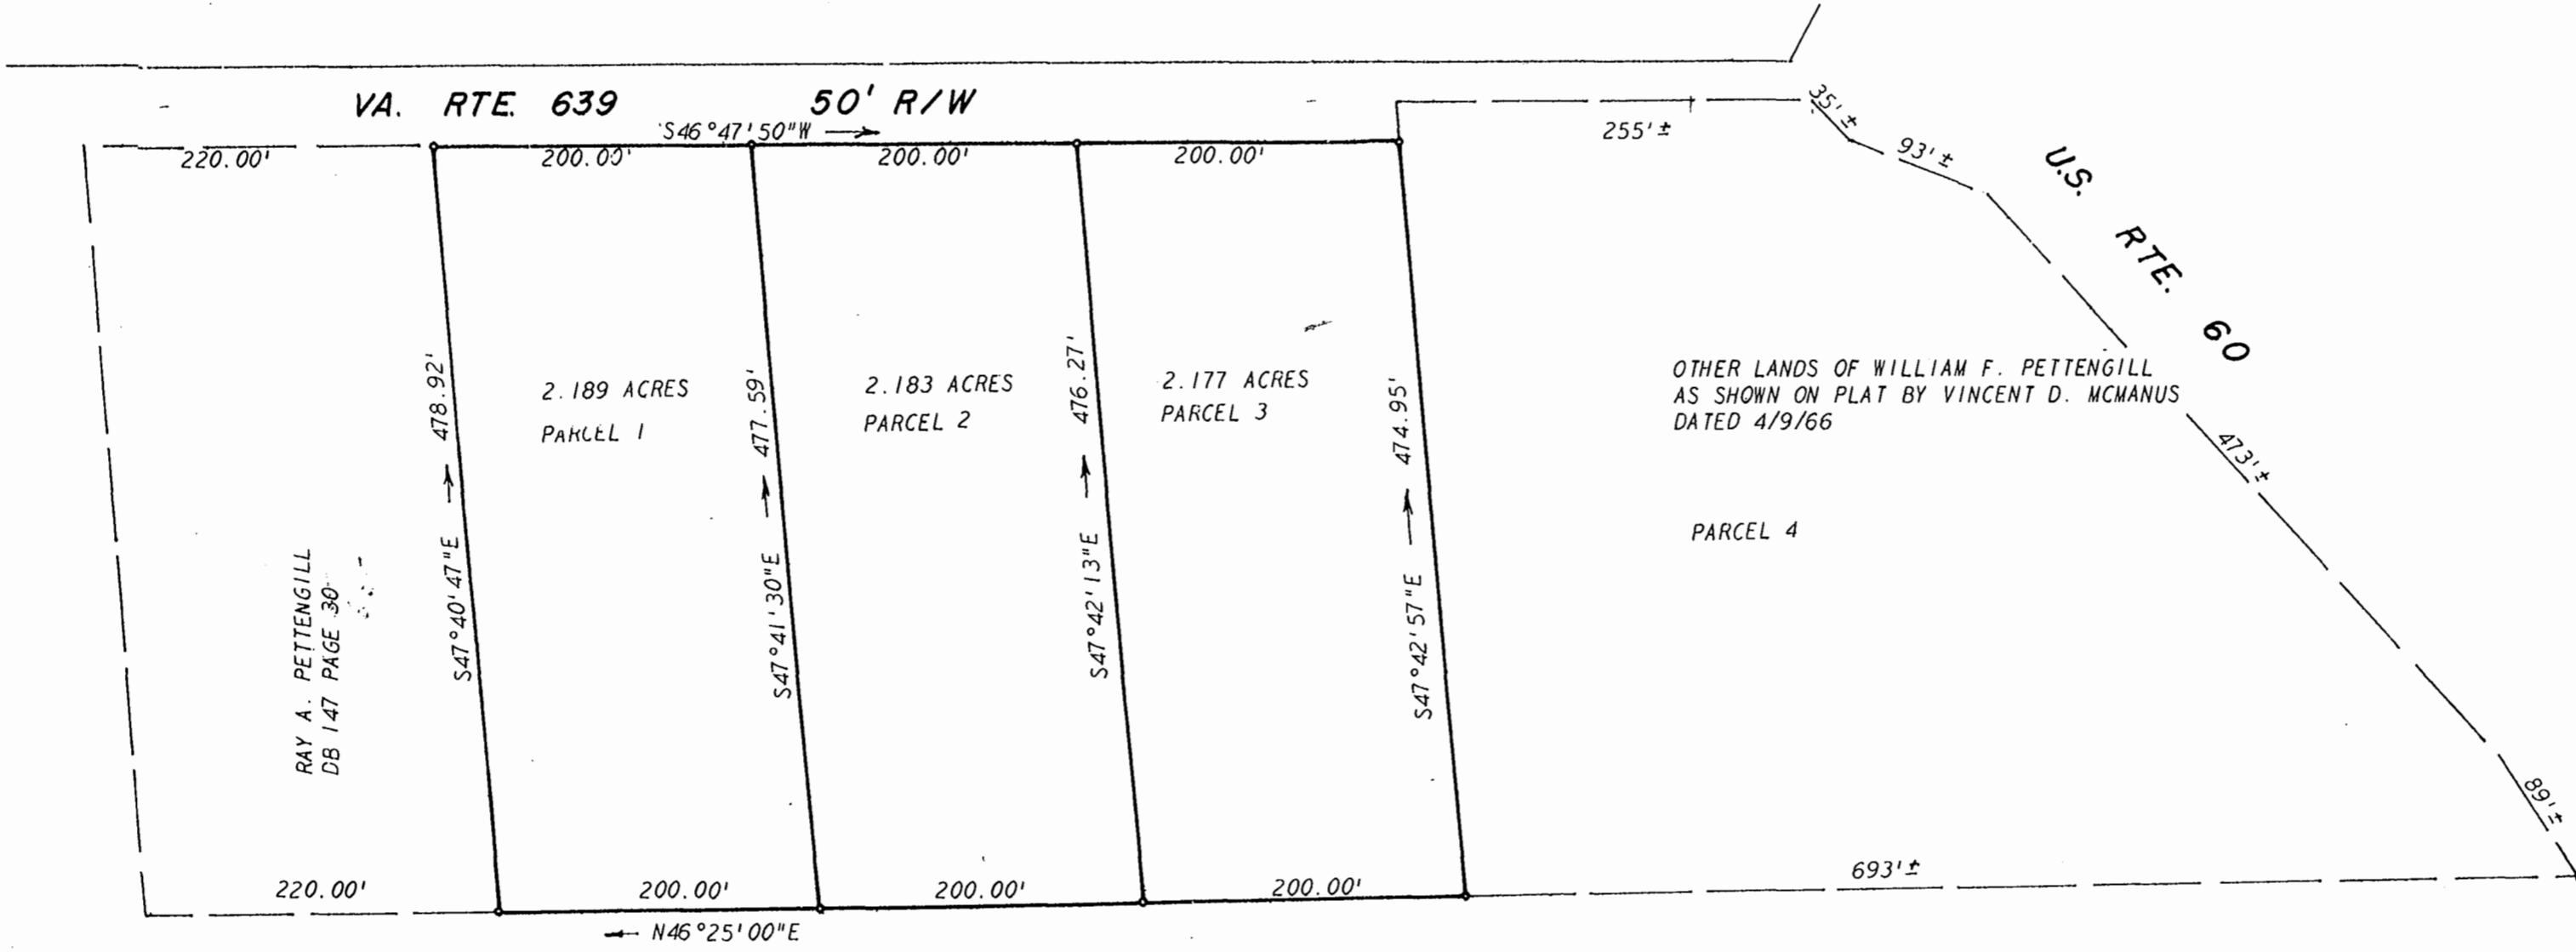 VA. RTE. 639 50' R/W
S46°47'50"W
220.00'
200.00'
200.00'
200.00'
255'±
35'±
93'±
U.S. RTE. 60
473'±
89'±
S47°40'47"E 478.92'
2.189 ACRES
PARCEL 1
S47°41'30"E 477.59'
2.183 ACRES
PARCEL 2
S47°42'13"E 476.27'
2.177 ACRES
PARCEL 3
S47°42'57"E 474.95'
OTHER LANDS OF WILLIAM F. PETTENGILL
AS SHOWN ON PLAT BY VINCENT D. MCMANUS
DATED 4/9/66
PARCEL 4
RAY A. PETTENGILL
DB 147 PAGE 30
220.00'
200.00'
200.00'
200.00'
693'±
N46°25'00"E